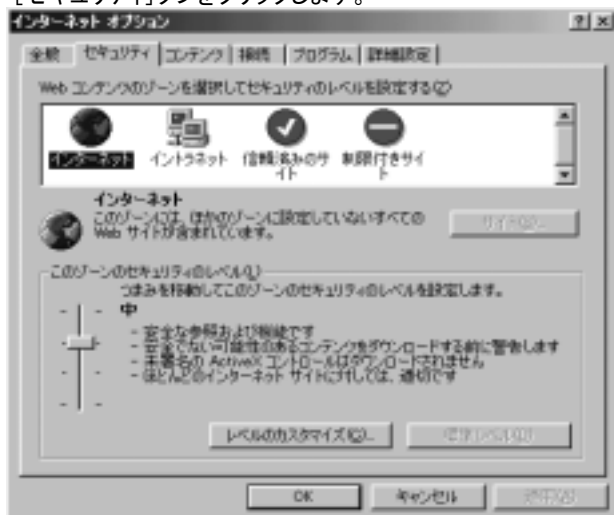 [セキュリティ]タブをクリックします。
インターネット オプション
全般 セキュリティ コンテンツ 接続 プログラム 詳細設定
Web コンテンツのゾーンを選択してセキュリティのレベルを設定する(Z)
インターネット イントラネット 信頼済みのサイト 制限付きサイト
インターネット
このゾーンには、ほかのゾーンに設定していないすべての
Web サイトが含まれています。
サイト(S)...
このゾーンのセキュリティのレベル(L)
つまみを移動してこのゾーンのセキュリティのレベルを設定します。
中
- 安全な参照および機能です
- 安全でない可能性のあるコンテンツをダウンロードする前に警告します
- 未署名の ActiveX コントロールはダウンロードされません
- ほとんどのインターネット サイトに対しては、適切です
レベルのカスタマイズ(C)... 標準レベル(D)
OK キャンセル 適用(A)